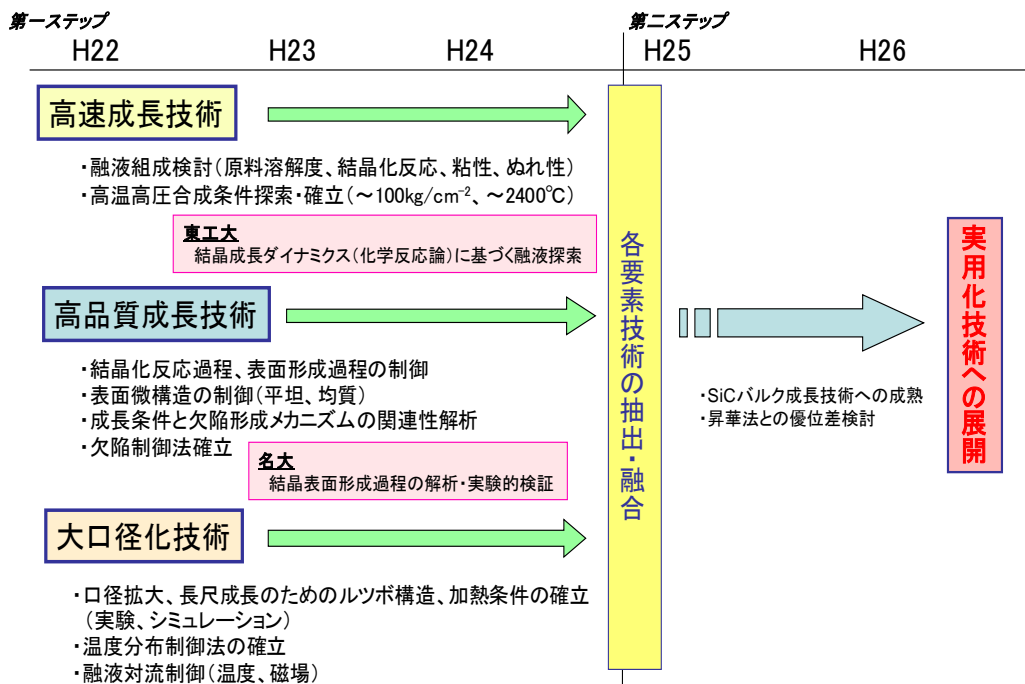 第一ステップ
第二ステップ
H22
H23
H24
H25
H26
高速成長技術
・融液組成検討(原料溶解度、結晶化反応、粘性、ぬれ性)
・高温高圧合成条件探索・確立(～100kg/cm⁻²、～2400℃)
東工大
結晶成長ダイナミクス(化学反応論)に基づく融液探索
高品質成長技術
・結晶化反応過程、表面形成過程の制御
・表面微構造の制御(平坦、均質)
・成長条件と欠陥形成メカニズムの関連性解析
・欠陥制御法確立
名大
結晶表面形成過程の解析・実験的検証
大口径化技術
・口径拡大、長尺成長のためのルツボ構造、加熱条件の確立
(実験、シミュレーション)
・温度分布制御法の確立
・融液対流制御(温度、磁場)
各要素技術の抽出・融合
・SiCバルク成長技術への成熟
・昇華法との優位差検討
実用化技術への展開